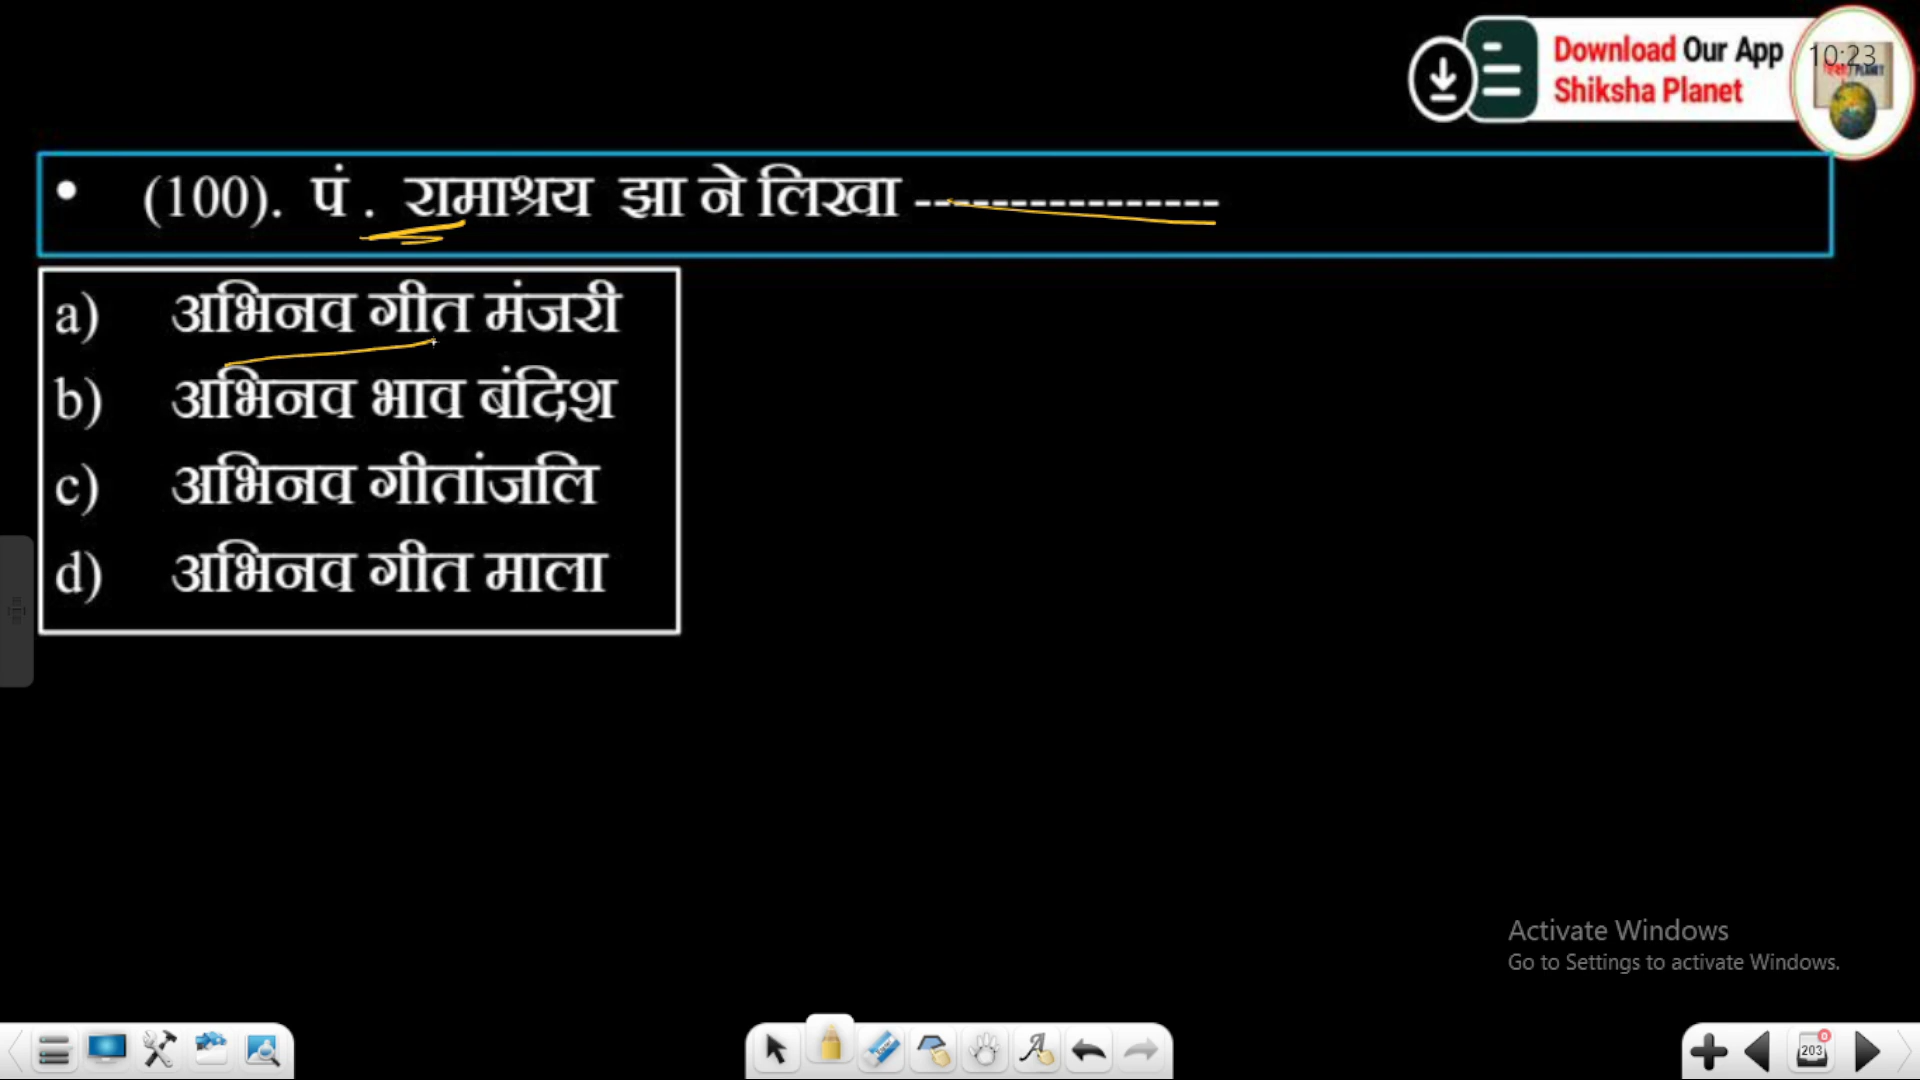 Download Our App
Shiksha Planet
10:23
• (100). पं . रामाश्रय झा ने लिखा ----------------
a) अभिनव गीत मंजरी
b) अभिनव भाव बंदिश
c) अभिनव गीतांजलि
d) अभिनव गीत माला
Activate Windows
Go to Settings to activate Windows.
203
0